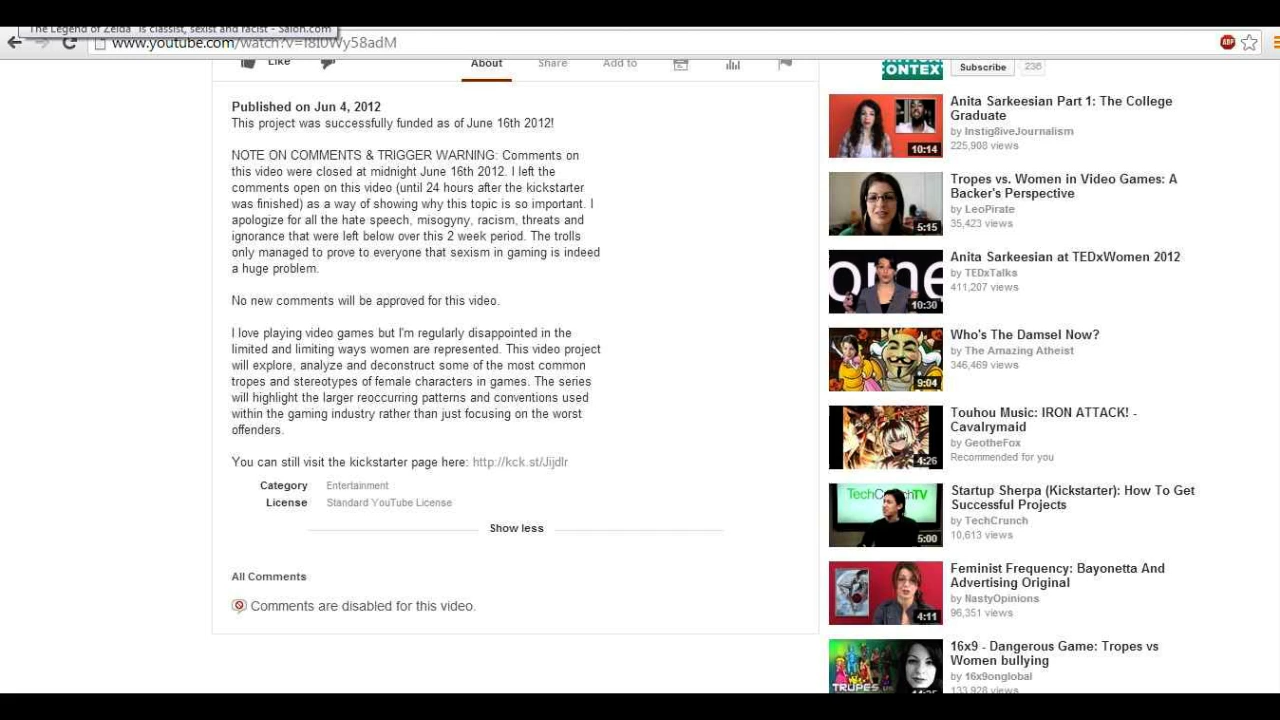 The Legend of Zelda" is classist, sexist and racist - Salon.com
www.youtube.com/watch?v=l8I0Wy58adM
Like
About
Share
Add to
CONTEXT
Subscribe
236
Published on Jun 4, 2012
This project was successfully funded as of June 16th 2012!
NOTE ON COMMENTS & TRIGGER WARNING: Comments on
this video were closed at midnight June 16th 2012. I left the
comments open on this video (until 24 hours after the kickstarter
was finished) as a way of showing why this topic is so important. I
apologize for all the hate speech, misogyny, racism, threats and
ignorance that were left below over this 2 week period. The trolls
only managed to prove to everyone that sexism in gaming is indeed
a huge problem.
No new comments will be approved for this video.
I love playing video games but I'm regularly disappointed in the
limited and limiting ways women are represented. This video project
will explore, analyze and deconstruct some of the most common
tropes and stereotypes of female characters in games. The series
will highlight the larger reoccurring patterns and conventions used
within the gaming industry rather than just focusing on the worst
offenders.
You can still visit the kickstarter page here: http://kck.st/Jijdlr
Category Entertainment
License Standard YouTube License
Show less
All Comments
Comments are disabled for this video.
Anita Sarkeesian Part 1: The College
Graduate
by Instig8iveJournalism
225,908 views
10:14
Tropes vs. Women in Video Games: A
Backer's Perspective
by LeoPirate
35,423 views
5:15
Anita Sarkeesian at TEDxWomen 2012
by TEDxTalks
411,207 views
10:30
Who's The Damsel Now?
by The Amazing Atheist
346,469 views
9:04
Touhou Music: IRON ATTACK! -
Cavalrymaid
by GeotheFox
Recommended for you
4:26
Startup Sherpa (Kickstarter): How To Get
Successful Projects
by TechCrunch
10,613 views
TechCrunchTV
5:00
Feminist Frequency: Bayonetta And
Advertising Original
by NastyOpinions
96,351 views
4:11
16x9 - Dangerous Game: Tropes vs
Women bullying
by 16x9onglobal
133,928 views
TRUPES